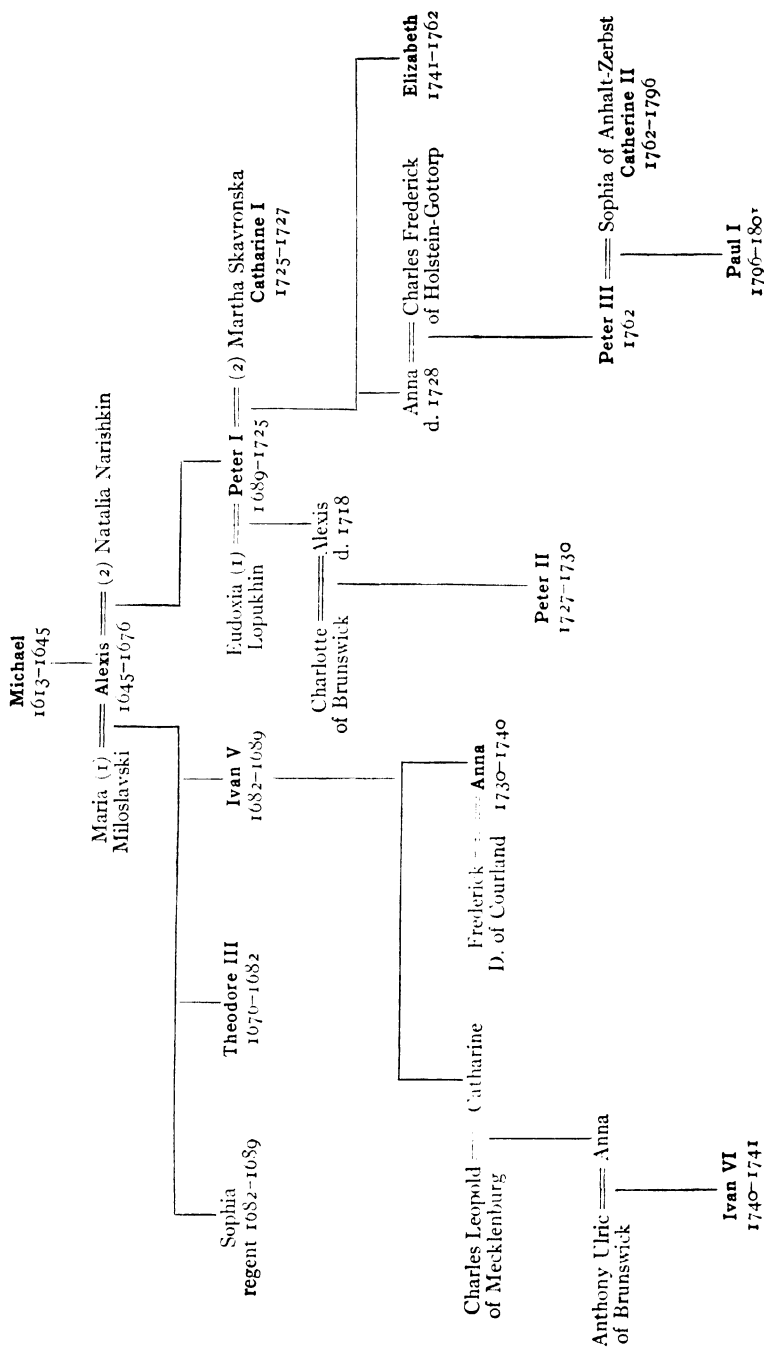 Michael
1613–1645
Maria (1) Alexis (2) Natalia Narishkin
Miloslavski 1645–1676
Sophia
regent 1682–1689
Theodore III
1670–1682
Ivan V
1682–1689
Eudoxia (1) Peter I (2) Martha Skavronska
Lopukhin 1689–1725 Catharine I
1725–1727
Charlotte Alexis
of Brunswick d. 1718
Anna Charles Frederick
d. 1728 of Holstein-Gottorp
Elizabeth
1741–1762
Charles Leopold Catharine
of Mecklenburg
Frederick Anna
D. of Courland 1730–1740
Peter II
1727–1730
Peter III Sophia of Anhalt-Zerbst
1762 Catherine II
1762–1796
Anthony Ulric Anna
of Brunswick
Ivan VI
1740–1741
Paul I
1796–1801